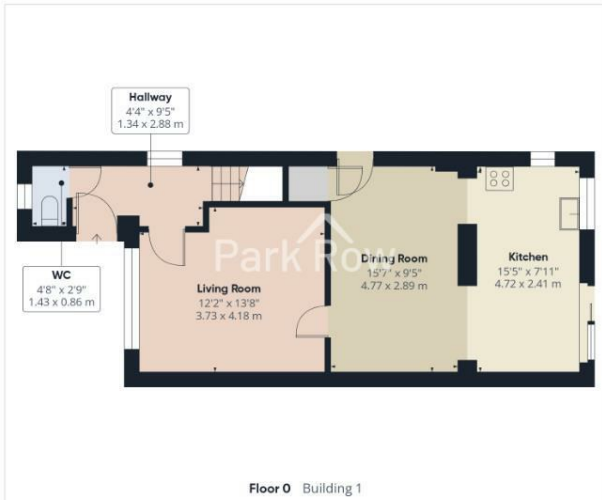 Hallway
4'4" x 9'5"
1.34 x 2.88 m
WC
4'8" x 2'9"
1.43 x 0.86 m
Park Row
Living Room
12'2" x 13'8"
3.73 x 4.18 m
Dining Room
15'7" x 9'5"
4.77 x 2.89 m
Kitchen
15'5" x 7'11"
4.72 x 2.41 m
Floor 0 Building 1